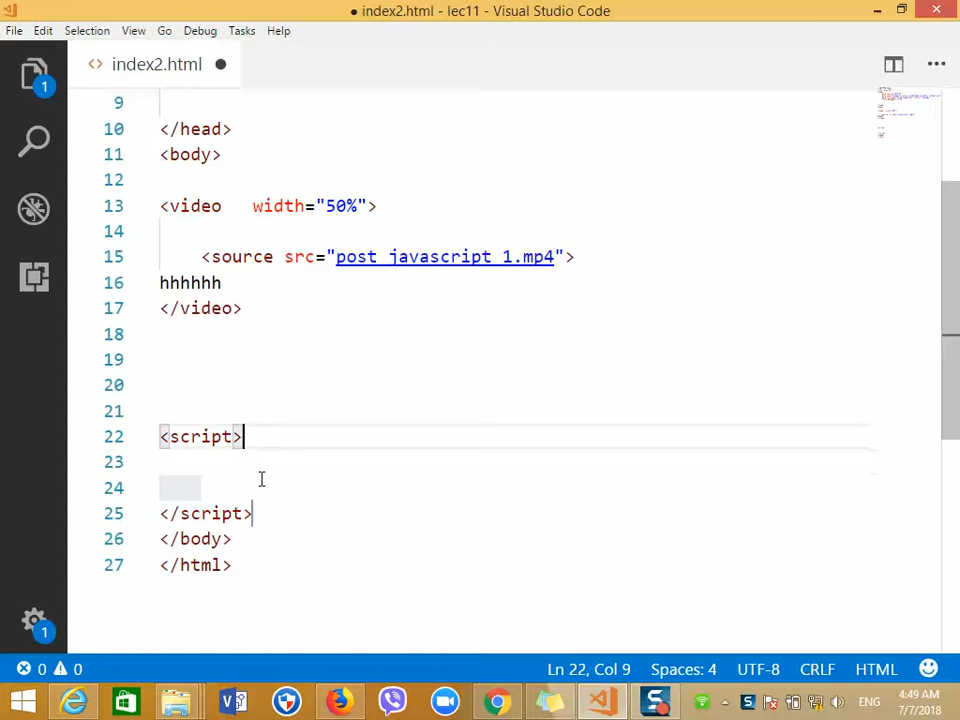 ● index2.html - lec11 - Visual Studio Code
File Edit Selection View Go Debug Tasks Help
<> index2.html ●
1
9
10 </head>
11 <body>
12
13 <video   width="50%">
14
15     <source src="post javascript 1.mp4">
16 hhhhhh
17 </video>
18
19
20
21
22 <script>
23
24
25 </script>
26 </body>
27 </html>
1
0 0 Ln 22, Col 9 Spaces: 4 UTF-8 CRLF HTML
ENG 4:49 AM
7/7/2018